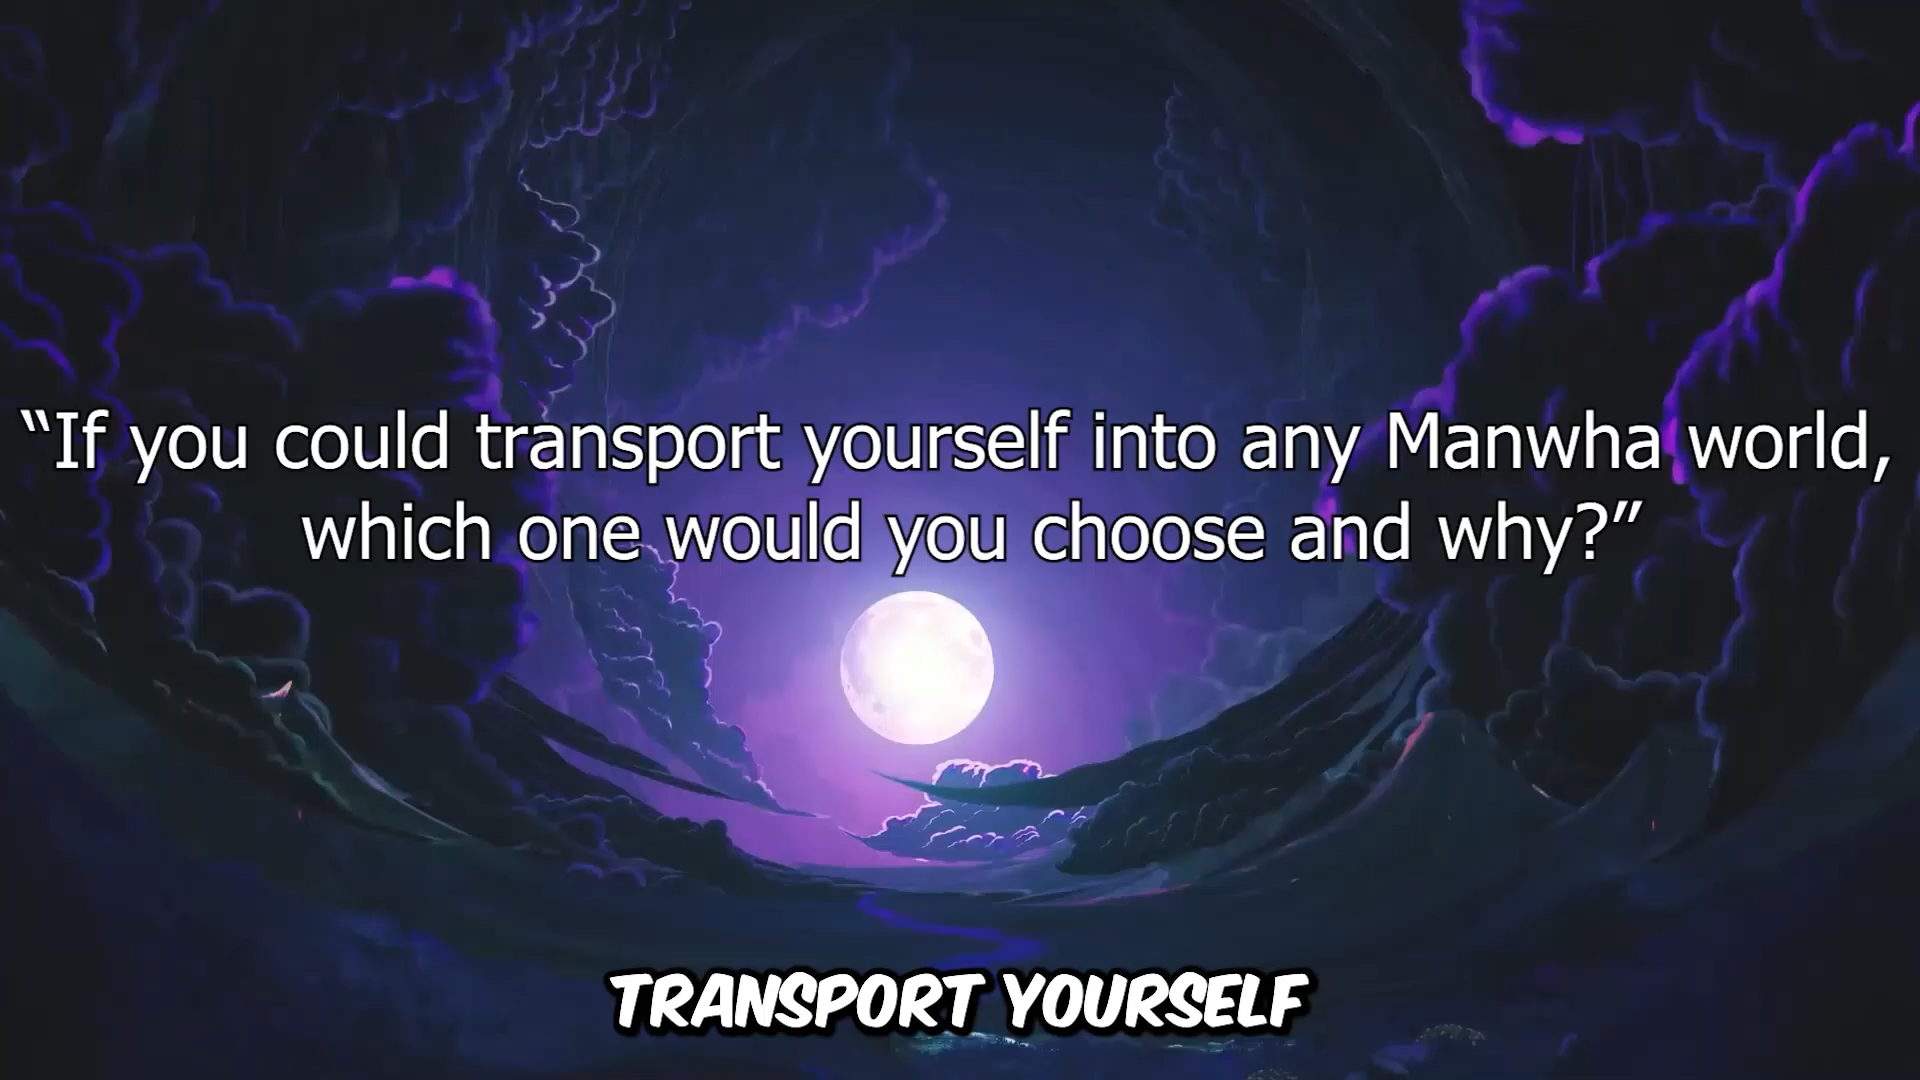 “If you could transport yourself into any Manwha world,
which one would you choose and why?”
TRANSPORT YOURSELF